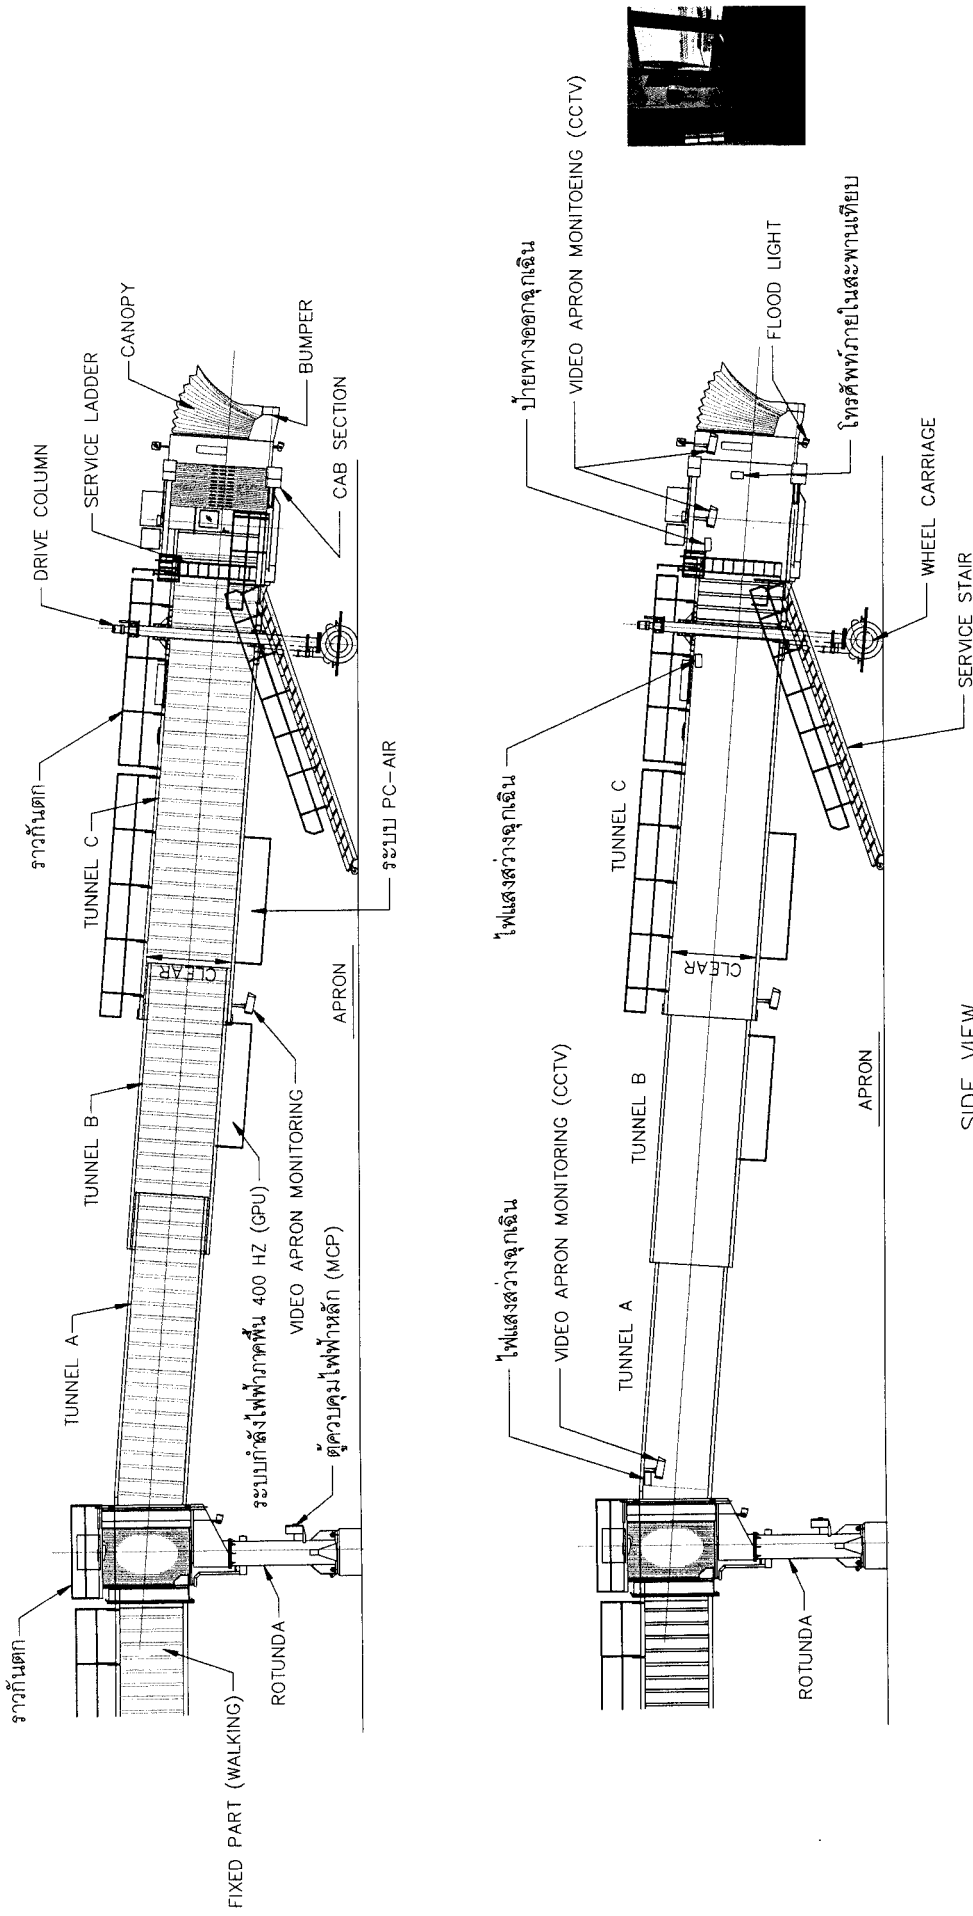 ราวกันตก
FIXED PART (WALKING)
ROTUNDA
TUNNEL A
ระบบกำลังไฟฟ้าภาคพื้น 400 HZ (GPU)
VIDEO APRON MONITORING
ตู้ควบคุมไฟฟ้าหลัก (MCP)
TUNNEL B
CLEAR
APRON
TUNNEL C
ระบบ PC-AIR
ราวกันตก
DRIVE COLUMN
SERVICE LADDER
CANOPY
BUMPER
CAB SECTION
ROTUNDA
ไฟแสงสว่างฉุกเฉิน
VIDEO APRON MONITORING (CCTV)
TUNNEL A
TUNNEL B
APRON
CLEAR
TUNNEL C
ไฟแสงสว่างฉุกเฉิน
ป้ายทางออกฉุกเฉิน
VIDEO APRON MONITOEING (CCTV)
FLOOD LIGHT
โทรศัพท์ภายในสะพานเทียบ
WHEEL CARRIAGE
SERVICE STAIR
SIDE VIEW